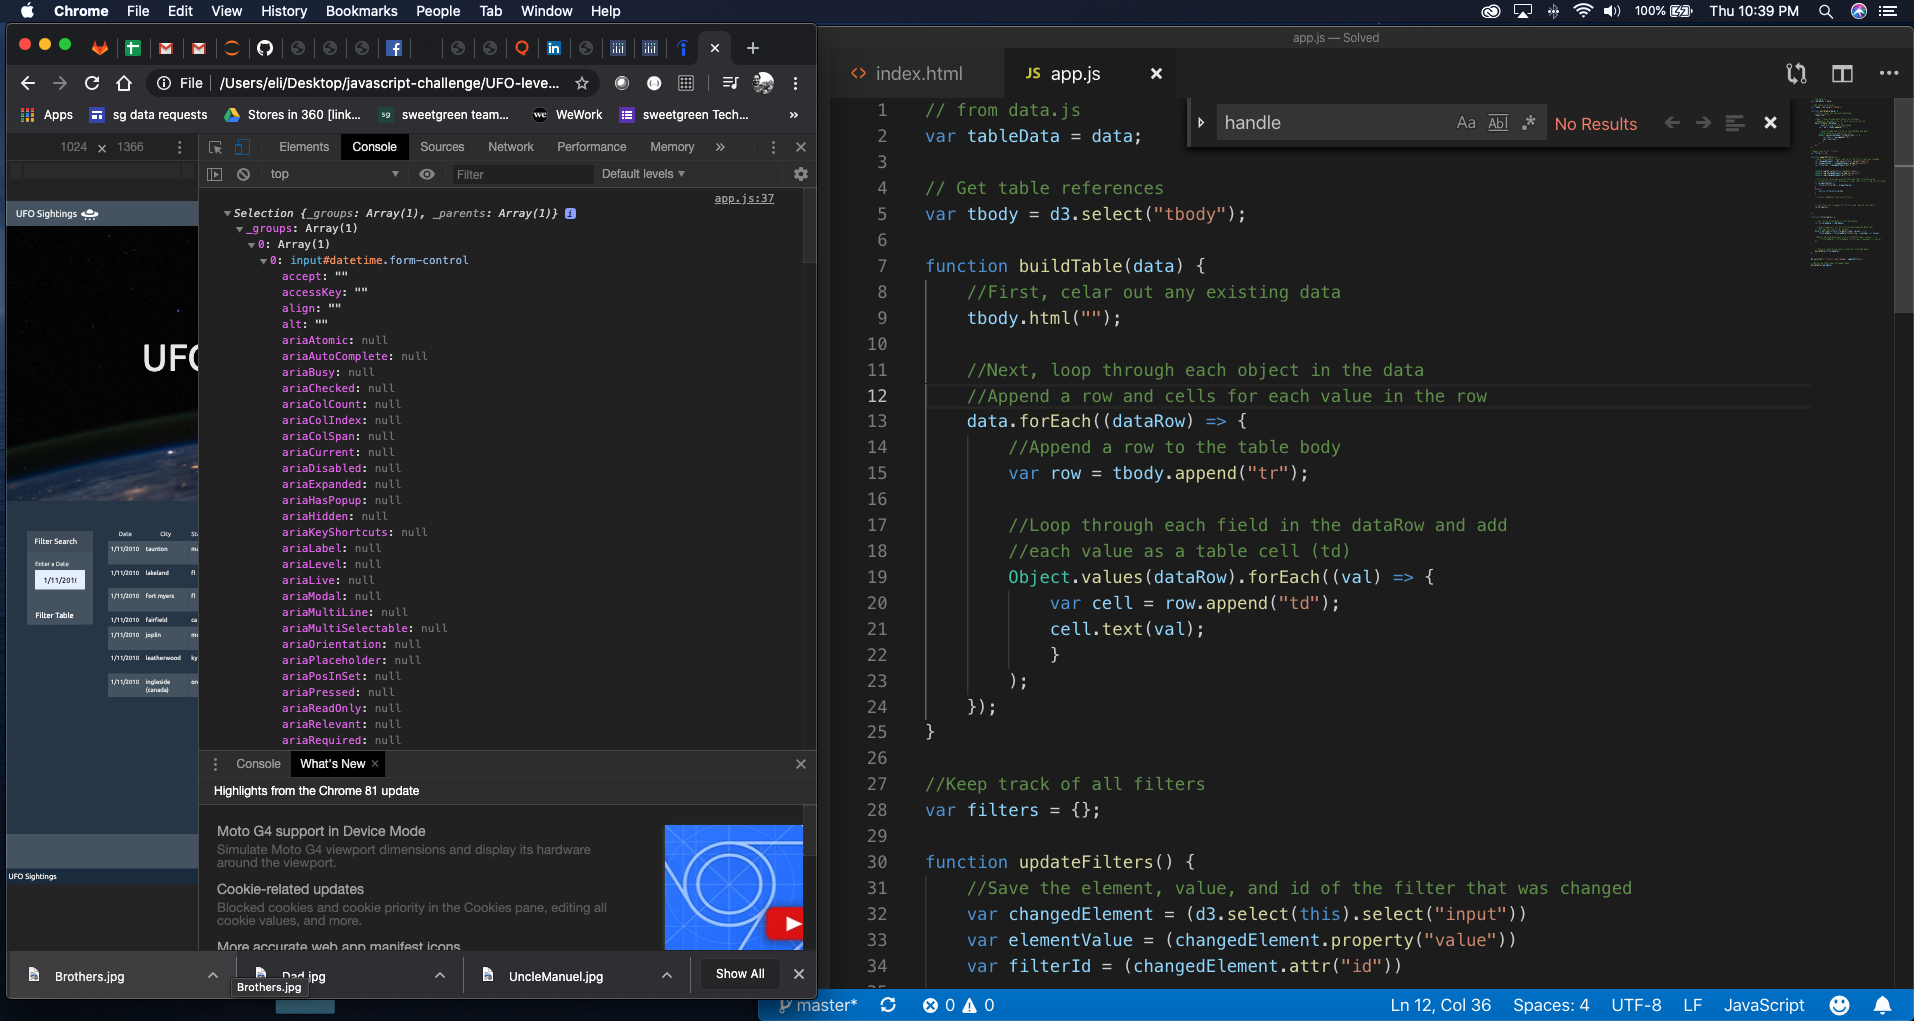 Chrome File Edit View History Bookmarks People Tab Window Help
100% Thu 10:39 PM
File /Users/eli/Desktop/javascript-challenge/UFO-leve...
Apps sg data requests Stores in 360 [link... sg sweetgreen team... we WeWork sweetgreen Tech... »
1024 × 1366
Elements Console Sources Network Performance Memory »
top Filter Default levels
UFO Sightings
UFO
Filter Search
Enter a Date
1/11/2010
Filter Table
Date City
1/11/2010 taunton
1/11/2010 lakeland fl
1/11/2010 fort myers fl
1/11/2010 fairfield ca
1/11/2010 joplin
1/11/2010 leatherwood ky
1/11/2010 ingleside (canada) on
UFO Sightings
app.js:37
Selection {_groups: Array(1), _parents: Array(1)} i
_groups: Array(1)
0: Array(1)
0: input#datetime.form-control
accept: ""
accessKey: ""
align: ""
alt: ""
ariaAtomic: null
ariaAutoComplete: null
ariaBusy: null
ariaChecked: null
ariaColCount: null
ariaColIndex: null
ariaColSpan: null
ariaCurrent: null
ariaDisabled: null
ariaExpanded: null
ariaHasPopup: null
ariaHidden: null
ariaKeyShortcuts: null
ariaLabel: null
ariaLevel: null
ariaLive: null
ariaModal: null
ariaMultiLine: null
ariaMultiSelectable: null
ariaOrientation: null
ariaPlaceholder: null
ariaPosInSet: null
ariaPressed: null
ariaReadOnly: null
ariaRelevant: null
ariaRequired: null
Console What's New ×
Highlights from the Chrome 81 update
Moto G4 support in Device Mode
Simulate Moto G4 viewport dimensions and display its hardware
around the viewport.
Cookie-related updates
Blocked cookies and cookie priority in the Cookies pane, editing all
cookie values, and more.
More accurate web app manifest icons
Brothers.jpg Dad.jpg UncleManuel.jpg Show All
Brothers.jpg
app.js — Solved
index.html JS app.js
handle Aa Abl .* No Results
1 // from data.js
2 var tableData = data;
3
4 // Get table references
5 var tbody = d3.select("tbody");
6
7 function buildTable(data) {
8 //First, celar out any existing data
9 tbody.html("");
10
11 //Next, loop through each object in the data
12 //Append a row and cells for each value in the row
13 data.forEach((dataRow) => {
14 //Append a row to the table body
15 var row = tbody.append("tr");
16
17 //Loop through each field in the dataRow and add
18 //each value as a table cell (td)
19 Object.values(dataRow).forEach((val) => {
20 var cell = row.append("td");
21 cell.text(val);
22 }
23 );
24 });
25 }
26
27 //Keep track of all filters
28 var filters = {};
29
30 function updateFilters() {
31 //Save the element, value, and id of the filter that was changed
32 var changedElement = (d3.select(this).select("input"))
33 var elementValue = (changedElement.property("value"))
34 var filterId = (changedElement.attr("id"))
master* 0 0 Ln 12, Col 36 Spaces: 4 UTF-8 LF JavaScript